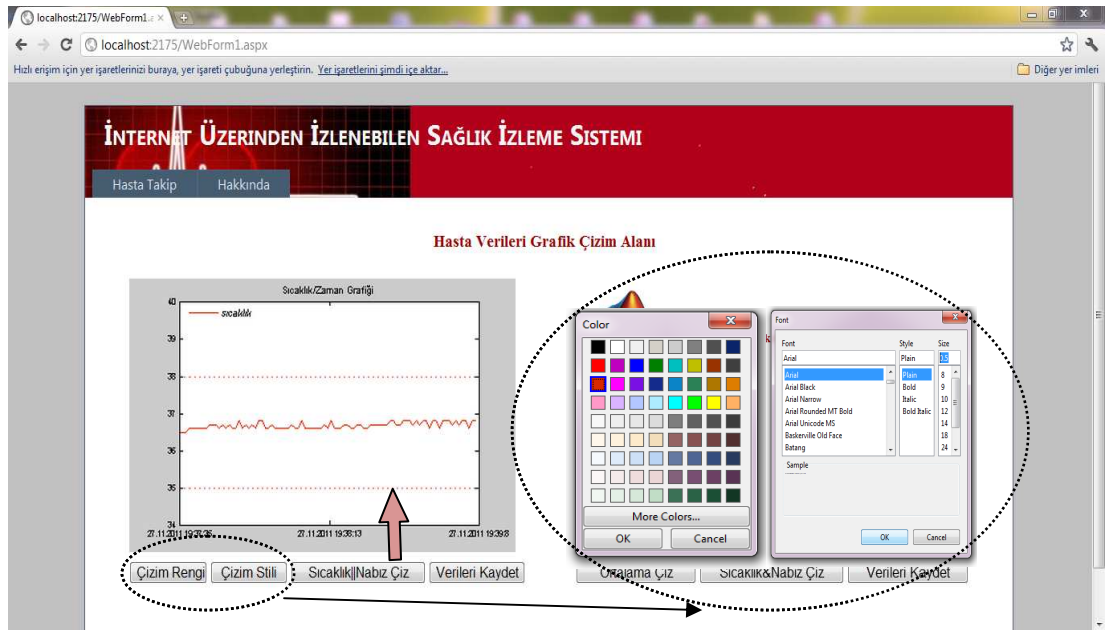 localhost:2175/WebForm1.a
localhost:2175/WebForm1.aspx
Hızlı erişim için yer işaretlerinizi buraya, yer işareti çubuğuna yerleştirin. Yer işaretlerini şimdi içe aktar...
Diğer yer imleri
İNTERNET ÜZERINDEN İZLENEBILEN SAĞLIK İZLEME SISTEMI
Hasta Takip Hakkında
Hasta Verileri Grafik Çizim Alanı
Sıcaklık/Zaman Grafiği
sıcaklık
40
39
38
37
36
35
34
27.11.2011 19:38:13
Color
More Colors...
OK Cancel
Font
Font Style Size
Arial Plain
Arial Plain 8
Arial Black Bold 9
Arial Narrow Italic 10
Arial Rounded MT Bold Bold Italic 12
Arial Unicode MS 14
Baskerville Old Face 18
Batang 24
Sample
OK Cancel
Çizim Rengi Çizim Stili Sıcaklık||Nabız Çiz Verileri Kaydet
Ortalama Çiz Sıcaklık&Nabız Çiz Verileri Kaydet